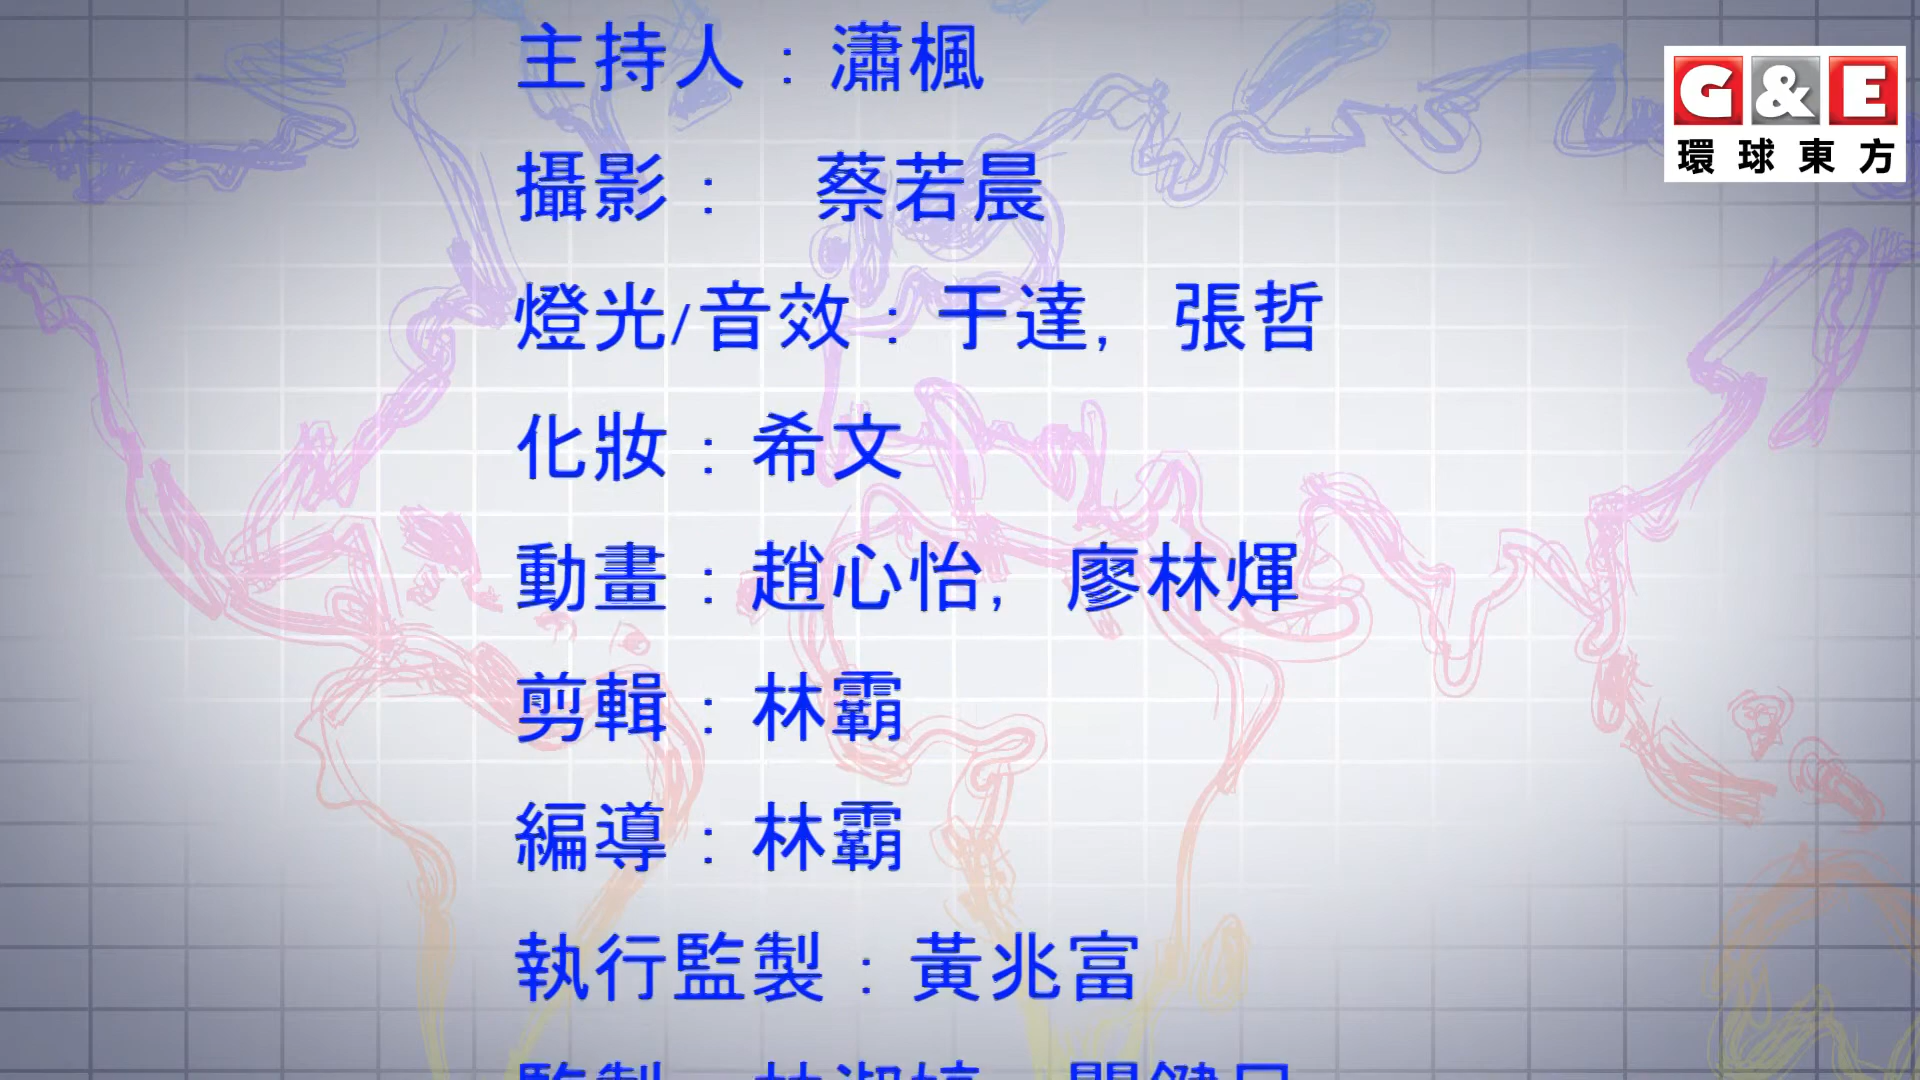 主持人：瀟楓
G&E
環球東方
攝影：　蔡若晨
燈光/音效：于達, 張哲
化妝：希文
動畫：趙心怡, 廖林煇
剪輯：林霸
編導：林霸
執行監製：黃兆富